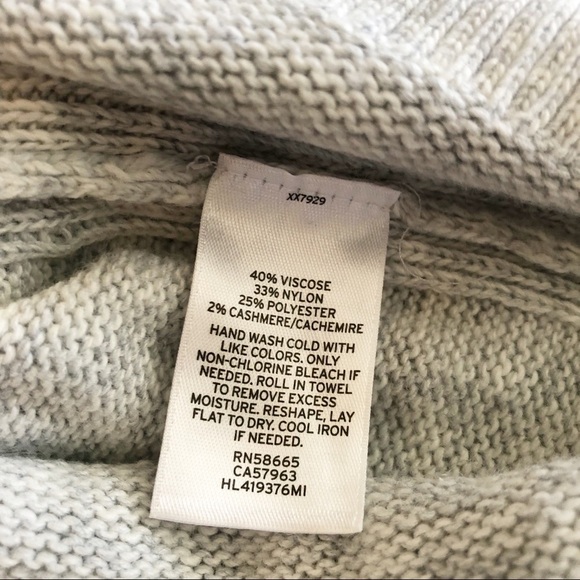 XX7929
40% VISCOSE
33% NYLON
25% POLYESTER
2% CASHMERE/CACHEMIRE
HAND WASH COLD WITH
LIKE COLORS. ONLY
NON-CHLORINE BLEACH IF
NEEDED. ROLL IN TOWEL
TO REMOVE EXCESS
MOISTURE. RESHAPE, LAY
FLAT TO DRY. COOL IRON
IF NEEDED.
RN58665
CA57963
HL419376MI